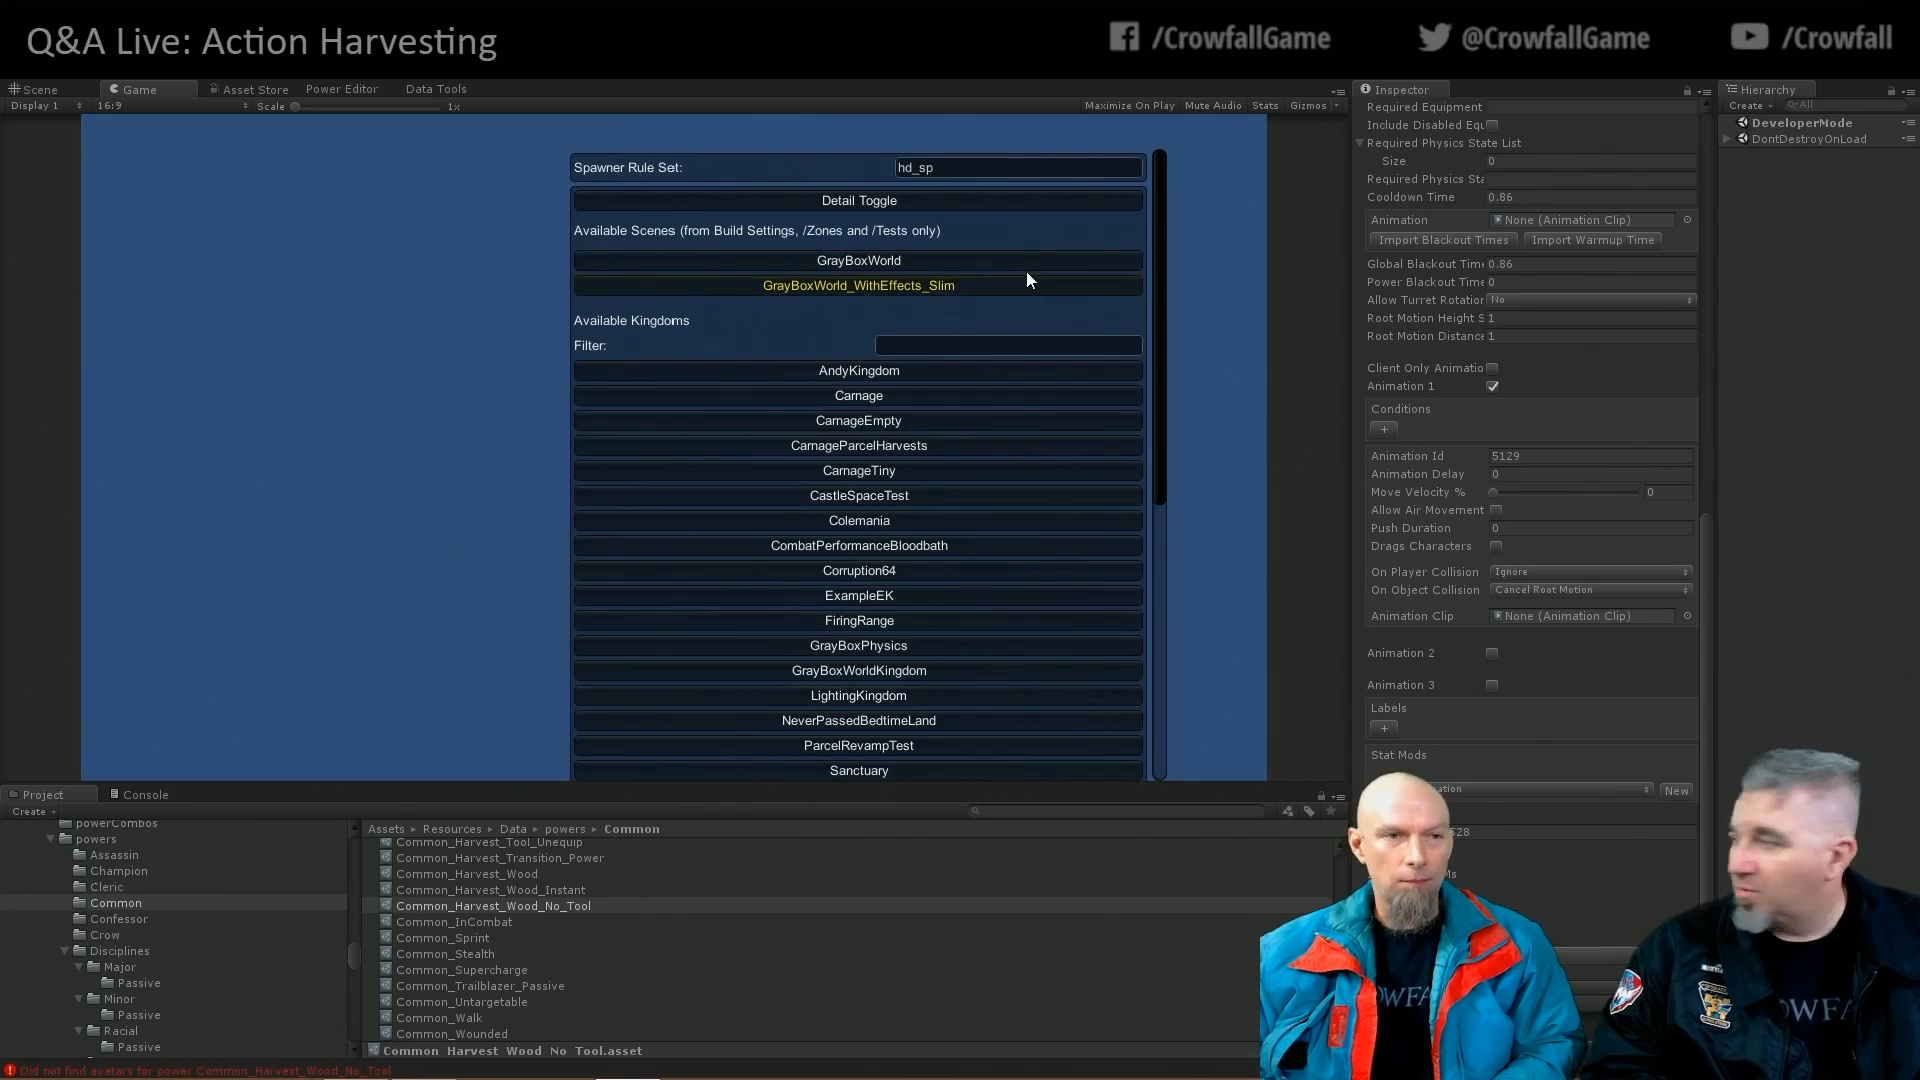 Q&A Live: Action Harvesting
/CrowfallGame
@CrowfallGame
/Crowfall
Scene
Game
Asset Store
Power Editor
Data Tools
Display 1
16:9
Scale
1x
Maximize On Play
Mute Audio
Stats
Gizmos
Spawner Rule Set:
hd_sp
Detail Toggle
Available Scenes (from Build Settings, /Zones and /Tests only)
GrayBoxWorld
GrayBoxWorld_WithEffects_Slim
Available Kingdoms
Filter:
AndyKingdom
Carnage
CarnageEmpty
CarnageParcelHarvests
CarnageTiny
CastleSpaceTest
Colemania
CombatPerformanceBloodbath
Corruption64
ExampleEK
FiringRange
GrayBoxPhysics
GrayBoxWorldKingdom
LightingKingdom
NeverPassedBedtimeLand
ParcelRevampTest
Sanctuary
Inspector
Required Equipment
Include Disabled Equ
Required Physics State List
Size
0
Required Physics Sta
Cooldown Time
0.86
Animation
None (Animation Clip)
Import Blackout Times
Import Warmup Time
Global Blackout Time
0.86
Power Blackout Time
0
Allow Turret Rotation
No
Root Motion Height S
1
Root Motion Distance
1
Client Only Animatio
Animation 1
Conditions
+
Animation Id
5129
Animation Delay
0
Move Velocity %
0
Allow Air Movement
Push Duration
0
Drags Characters
On Player Collision
Ignore
On Object Collision
Cancel Root Motion
Animation Clip
None (Animation Clip)
Animation 2
Animation 3
Labels
+
Stat Mods
ration
New
528
Ms
Hierarchy
Create
All
DeveloperMode
DontDestroyOnLoad
Project
Console
Create
powerCombos
powers
Assassin
Champion
Cleric
Common
Confessor
Crow
Disciplines
Major
Passive
Minor
Passive
Racial
Passive
Assets
Resources
Data
powers
Common
Common_Harvest_Tool_Unequip
Common_Harvest_Transition_Power
Common_Harvest_Wood
Common_Harvest_Wood_Instant
Common_Harvest_Wood_No_Tool
Common_InCombat
Common_Sprint
Common_Stealth
Common_Supercharge
Common_Trailblazer_Passive
Common_Untargetable
Common_Walk
Common_Wounded
Common_Harvest_Wood_No_Tool.asset
Did not find avatars for power Common_Harvest_Wood_No_Tool